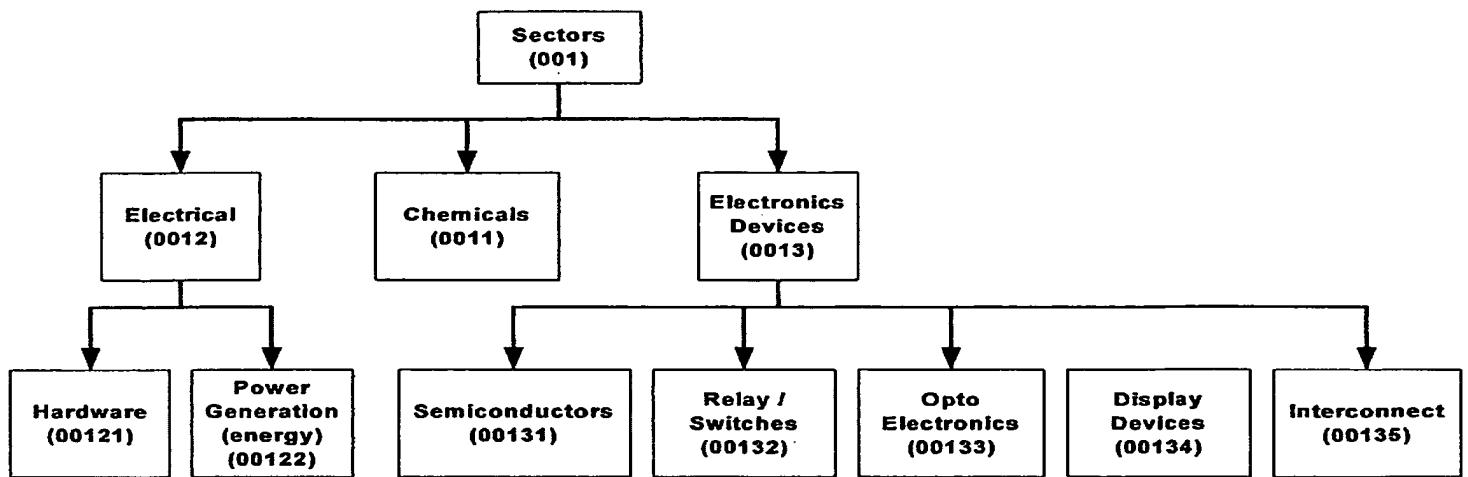 Sectors
(001)
Electrical
(0012)
Chemicals
(0011)
Electronics
Devices
(0013)
Hardware
(00121)
Power
Generation
(energy)
(00122)
Semiconductors
(00131)
Relay /
Switches
(00132)
Opto
Electronics
(00133)
Display
Devices
(00134)
Interconnect
(00135)